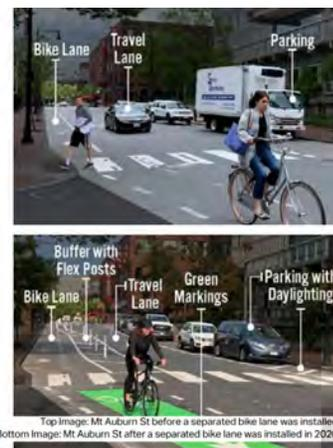 Bike Lane
Travel
Lane
Parking
Buffer with
Flex Posts
Bike Lane
Travel
Lane
Green
Markings
Parking with
Daylighting
Top Image: Mt Auburn St before a separated bike lane was
Bottom Image: Mt Auburn St after a separated bike lane was installed in